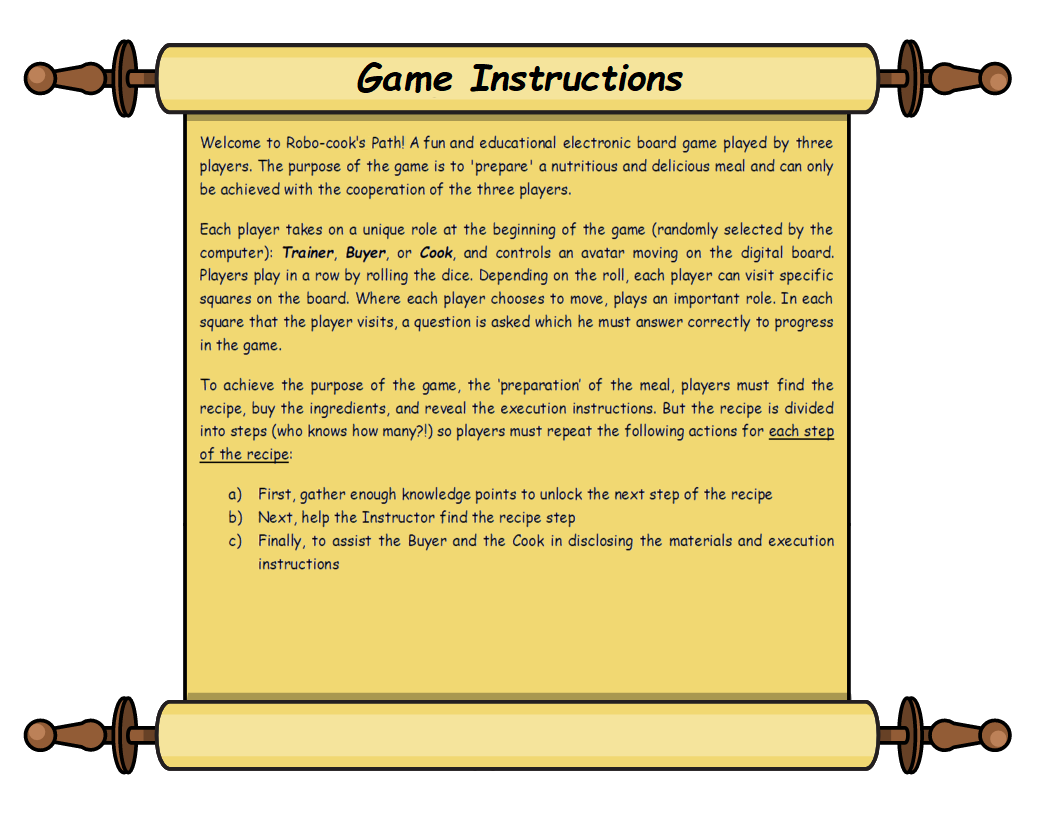 Game Instructions
Welcome to Robo-cook's Path! A fun and educational electronic board game played by three
players. The purpose of the game is to 'prepare' a nutritious and delicious meal and can only
be achieved with the cooperation of the three players.
Each player takes on a unique role at the beginning of the game (randomly selected by the
computer): Trainer, Buyer, or Cook, and controls an avatar moving on the digital board.
Players play in a row by rolling the dice. Depending on the roll, each player can visit specific
squares on the board. Where each player chooses to move, plays an important role. In each
square that the player visits, a question is asked which he must answer correctly to progress
in the game.
To achieve the purpose of the game, the ‘preparation’ of the meal, players must find the
recipe, buy the ingredients, and reveal the execution instructions. But the recipe is divided
into steps (who knows how many?!) so players must repeat the following actions for each step
of the recipe:
a) First, gather enough knowledge points to unlock the next step of the recipe
b) Next, help the Instructor find the recipe step
c) Finally, to assist the Buyer and the Cook in disclosing the materials and execution
instructions